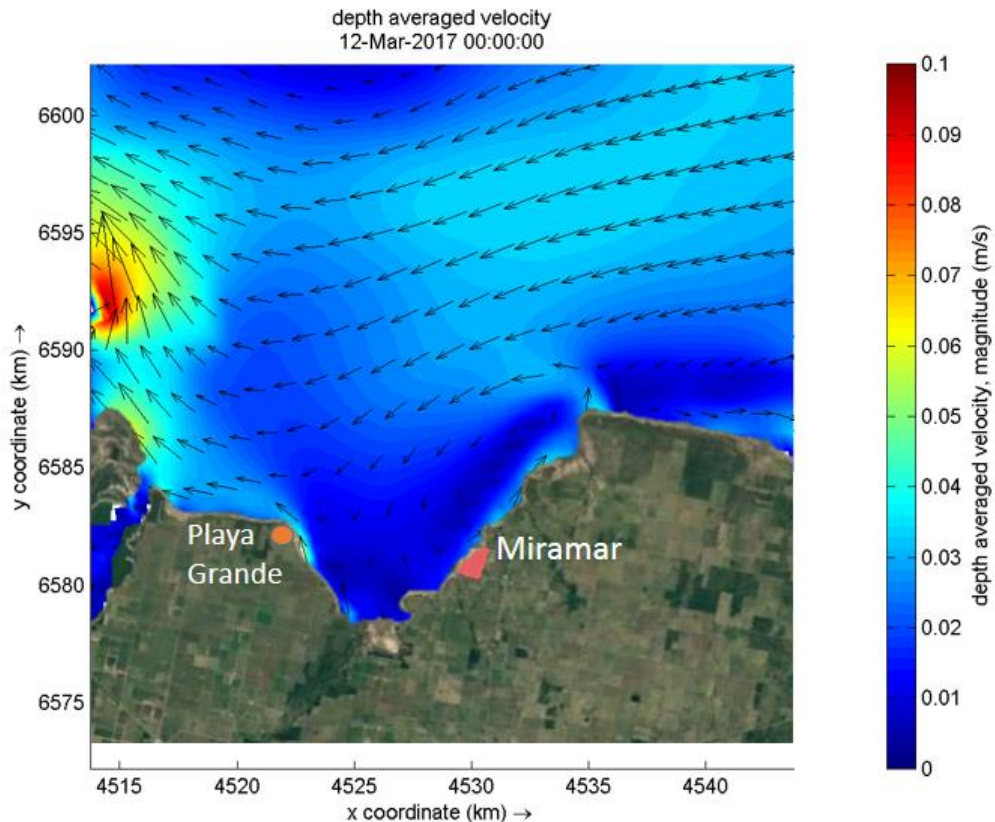 depth averaged velocity
12-Mar-2017 00:00:00
6600
6595
6590
6585
6580
6575
y coordinate (km) →
4515
4520
4525
4530
4535
4540
x coordinate (km) →
Playa
Grande
Miramar
0.1
0.09
0.08
0.07
0.06
0.05
0.04
0.03
0.02
0.01
0
depth averaged velocity, magnitude (m/s)